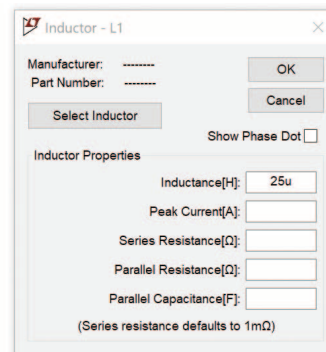 Inductor - L1
Manufacturer: --------
Part Number: --------
OK
Cancel
Select Inductor
Show Phase Dot
Inductor Properties
Inductance[H]: 25u
Peak Current[A]:
Series Resistance[Ω]:
Parallel Resistance[Ω]:
Parallel Capacitance[F]:
(Series resistance defaults to 1mΩ)